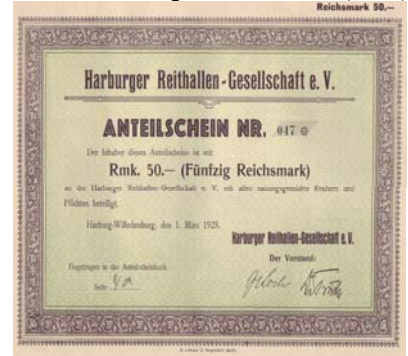 Reichsmark 50.—
Harburger Reithallen-Gesellschaft e. V.
ANTEILSCHEIN NR. 047
Der Inhaber dieses Anteilscheins ist mit
Rmk. 50.— (Fünfzig Reichsmark)
an der Harburger Reithallen-Gesellschaft e. V. mit allen satzungsgemäßen Rechten und
Pflichten beteiligt.
Harburg-Wilhelmsburg, den 1. März 1928.
Harburger Reithallen-Gesellschaft e. V.
Der Vorstand:
Eingetragen in das Anteilscheinbuch
Seite